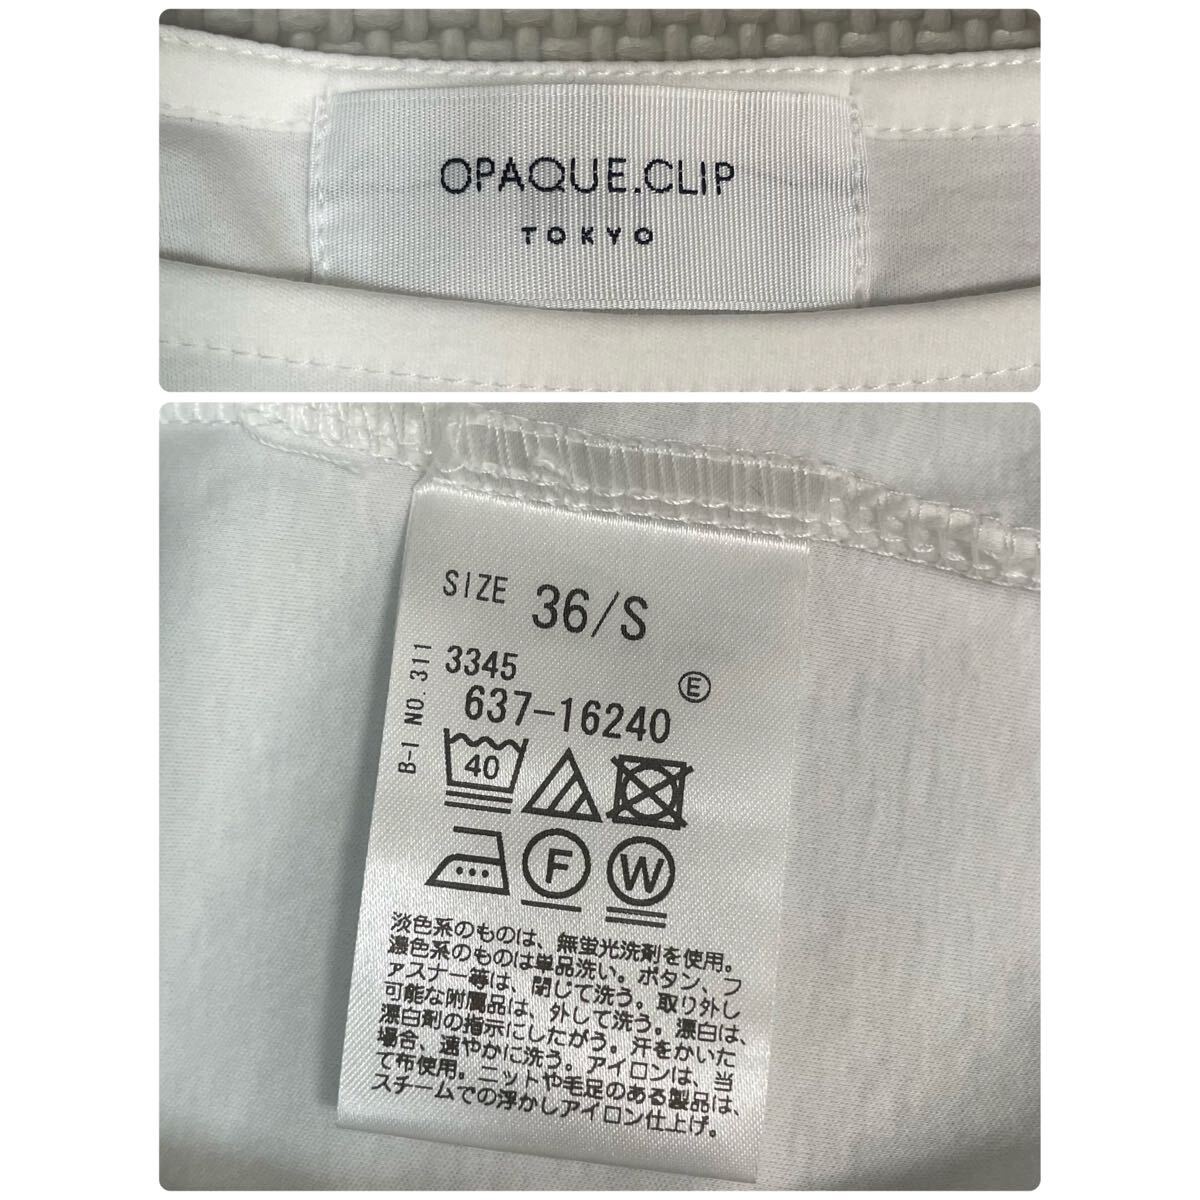 OPAQUE.CLIP
TOKYO
SIZE 36/S
B-I NO.311
3345
637-16240 Ⓔ
40
F W
淡色系のものは、無蛍光洗剤を使用。
濃色系のものは単品洗い。ボタン、フ
ァスナー等は、閉じて洗う。取り外し
可能な附属品は、外して洗う。漂白は、
漂白剤の指示にしたがう。汗をかいた
場合、速やかに洗う。アイロンは、当
て布使用。ニットや毛足のある製品は、
スチームでの浮かしアイロン仕上げ。